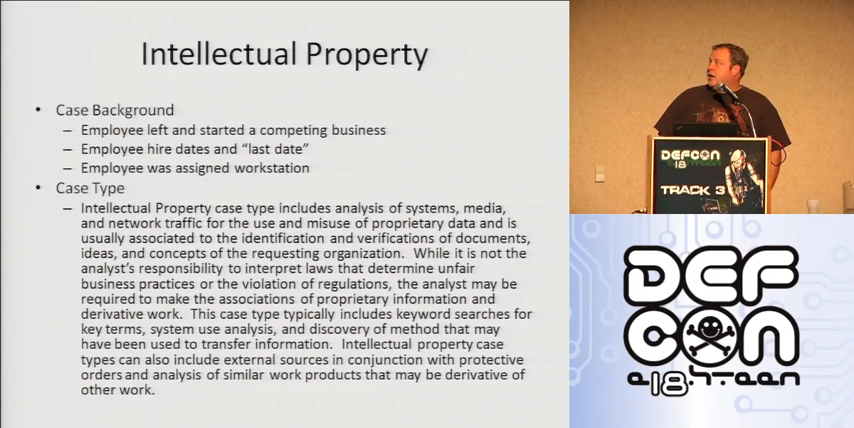 Intellectual Property
• Case Background
– Employee left and started a competing business
– Employee hire dates and “last date”
– Employee was assigned workstation
• Case Type
– Intellectual Property case type includes analysis of systems, media,
and network traffic for the use and misuse of proprietary data and is
usually associated to the identification and verifications of documents,
ideas, and concepts of the requesting organization. While it is not the
analyst’s responsibility to interpret laws that determine unfair
business practices or the violation of regulations, the analyst may be
required to make the associations of proprietary information and
derivative work. This case type typically includes keyword searches for
key terms, system use analysis, and discovery of method that may
have been used to transfer information. Intellectual property case
types can also include external sources in conjunction with protective
orders and analysis of similar work products that may be derivative of
other work.
DEFCON
18
TRACK 3
DEF
CON
e18hteen